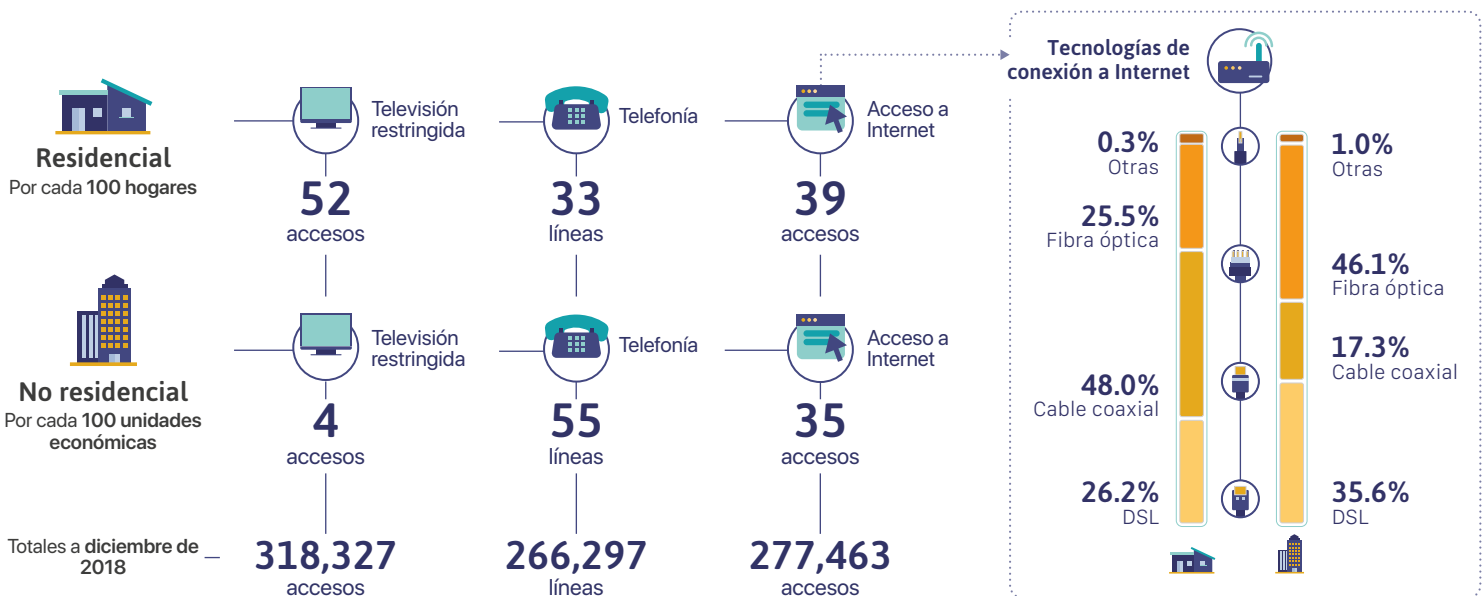 Residencial
Por cada 100 hogares
Televisión
restringida
52
accesos
Telefonía
33
líneas
Acceso a
Internet
39
accesos
No residencial
Por cada 100 unidades
económicas
Televisión
restringida
4
accesos
Telefonía
55
líneas
Acceso a
Internet
35
accesos
Totales a diciembre de
2018
318,327
accesos
266,297
líneas
277,463
accesos
Tecnologías de
conexión a Internet
0.3%
Otras
25.5%
Fibra óptica
48.0%
Cable coaxial
26.2%
DSL
1.0%
Otras
46.1%
Fibra óptica
17.3%
Cable coaxial
35.6%
DSL